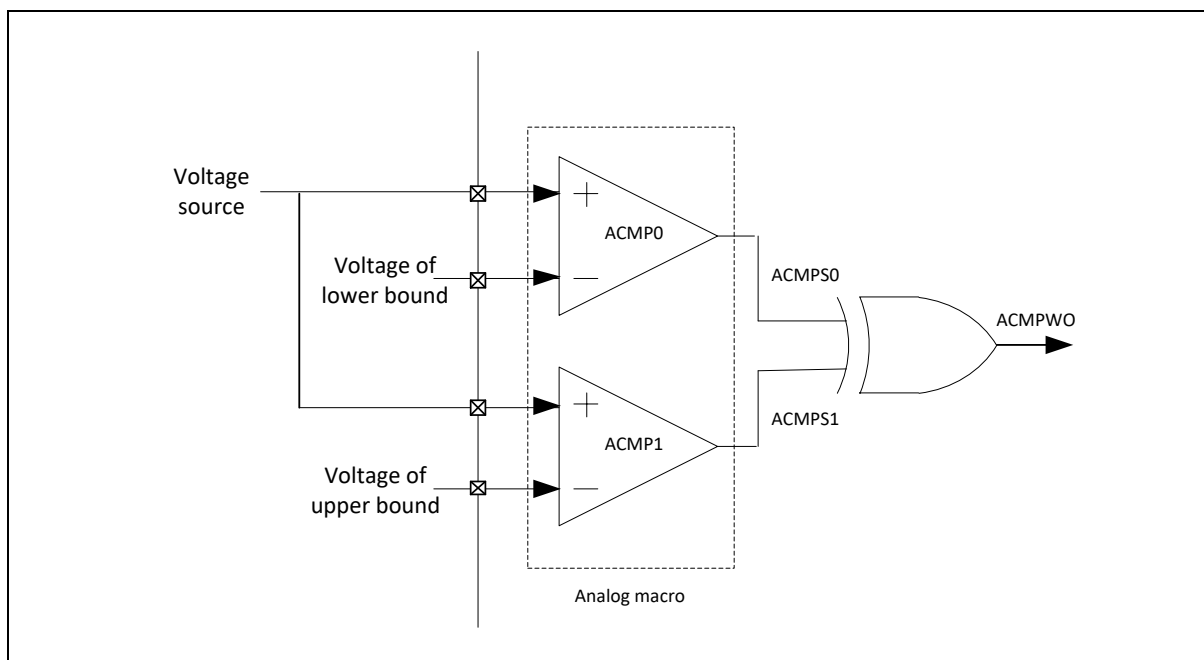 Voltage
source
+
ACMP0
Voltage of
lower bound
−
ACMPS0
ACMPWO
+
ACMP1
ACMPS1
Voltage of
upper bound
−
Analog macro